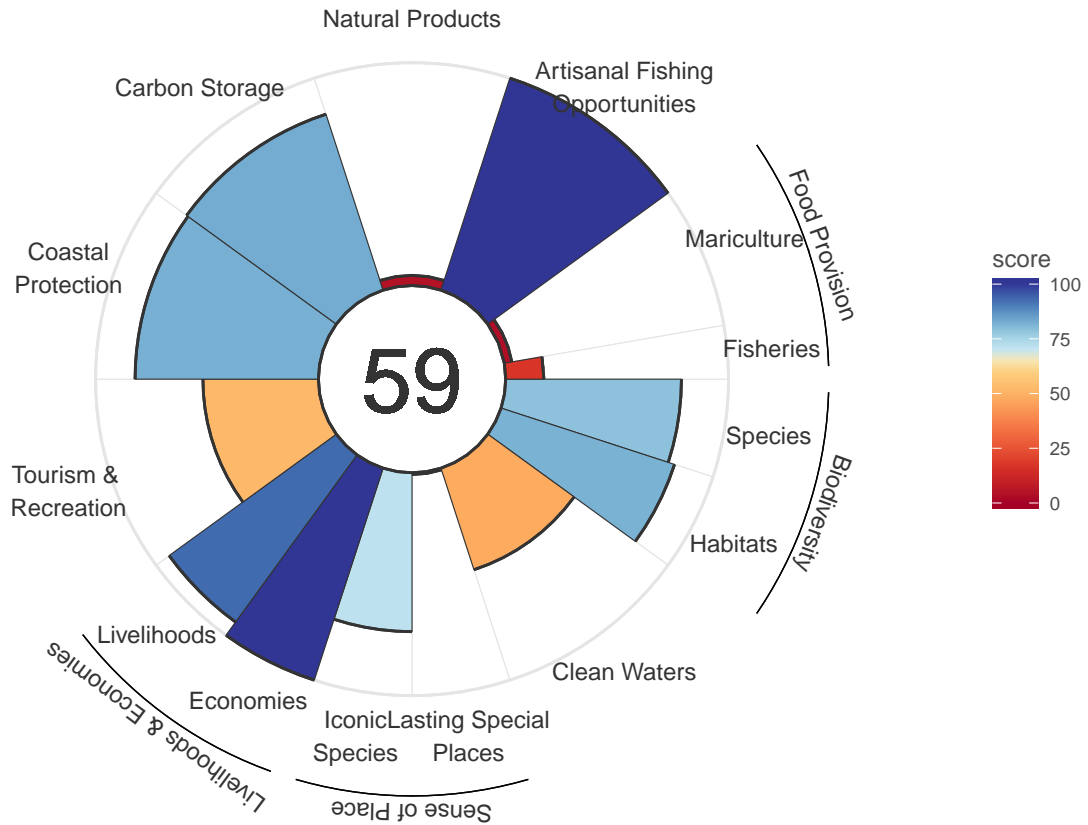 Natural Products
Artisanal Fishing
Opportunities
Carbon Storage
Food Provision
Mariculture
Coastal
Protection
score
100
75
50
25
0
Fisheries
59
Species
Biodiversity
Tourism &
Recreation
Habitats
Livelihoods
Clean Waters
Economies
Livelihoods & Economies
Iconic
Species
Lasting Special
Places
Sense of Place